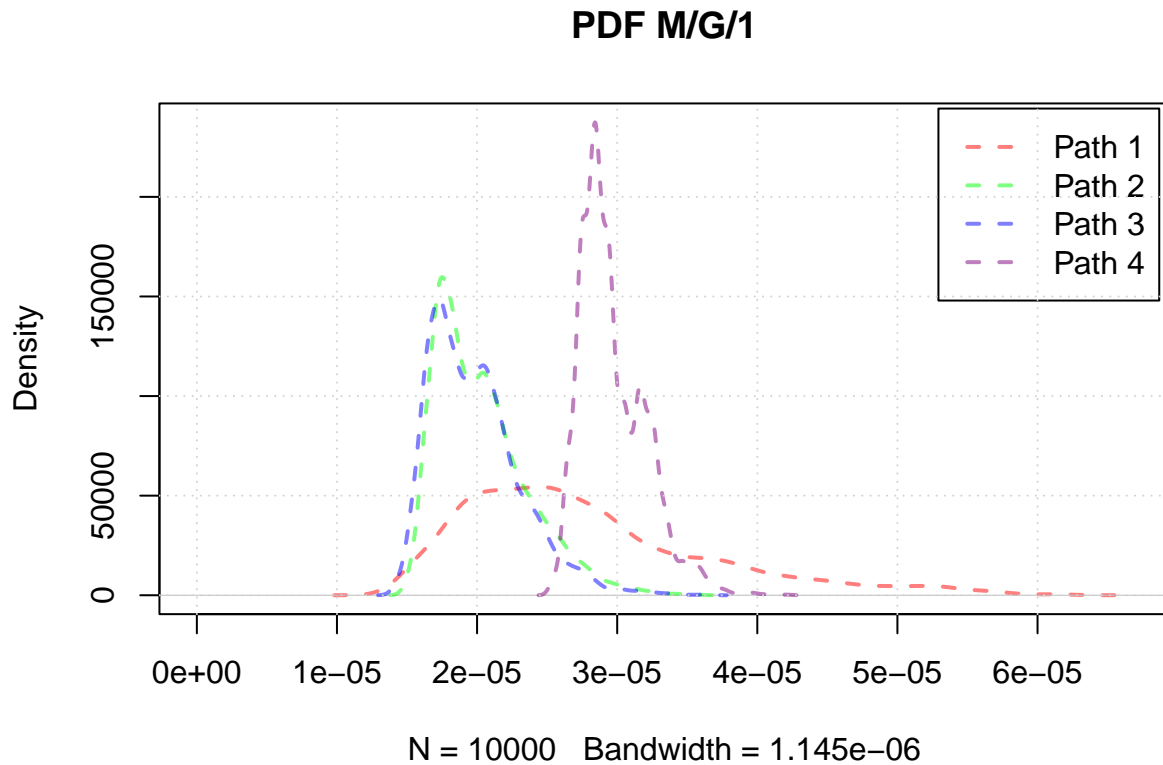 PDF M/G/1
Path 1
Path 2
Path 3
Path 4
Density
150000
50000
0
0e+00 1e−05 2e−05 3e−05 4e−05 5e−05 6e−05
N = 10000 Bandwidth = 1.145e−06